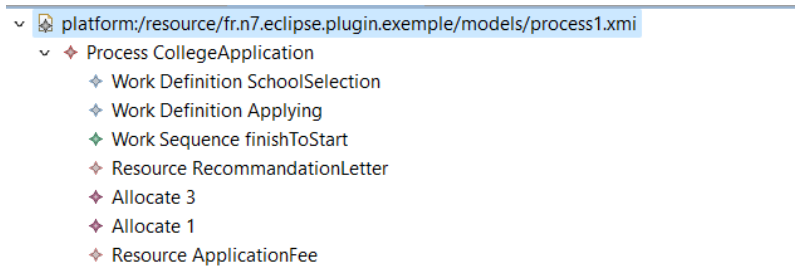 platform:/resource/fr.n7.eclipse.plugin.exemple/models/process1.xmi
Process CollegeApplication
Work Definition SchoolSelection
Work Definition Applying
Work Sequence finishToStart
Resource RecommandationLetter
Allocate 3
Allocate 1
Resource ApplicationFee